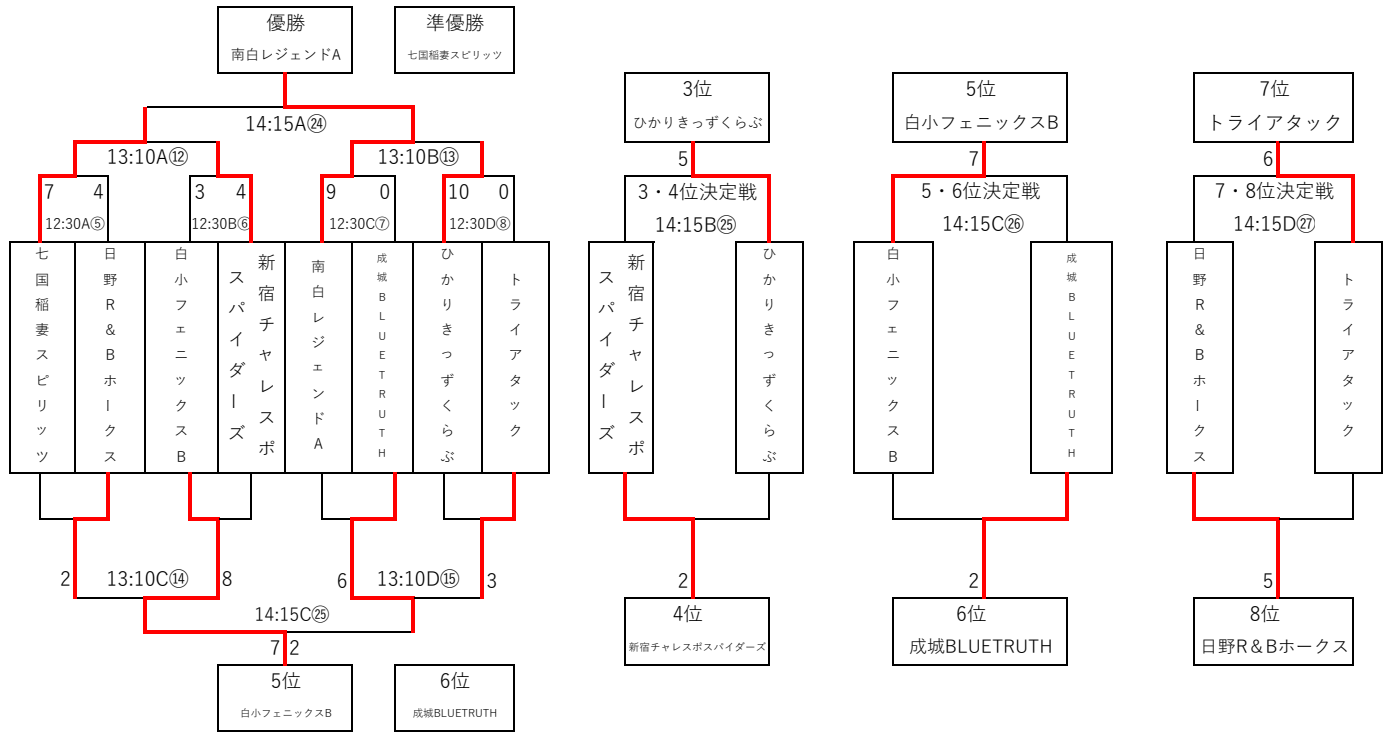 優勝
南白レジェンドA
準優勝
七国稲妻スピリッツ
14:15A㉔
13:10A⑫
13:10B⑬
7 4
3 4
9 0
10 0
12:30A⑤
12:30B⑥
12:30C⑦
12:30D⑧
七国稲妻スピリッツ
日野R&Bホークス
白小フェニックスB
新宿チャレスポ
スパイダーズ
南白レジェンドA
成城BLUETRUTH
ひかりきっずくらぶ
トライアタック
2
13:10C⑭
8
6
13:10D⑮
3
14:15C㉕
7 2
5位
白小フェニックスB
6位
成城BLUETRUTH
3位
ひかりきっずくらぶ
5
3・4位決定戦
14:15B㉕
新宿チャレスポ
スパイダーズ
ひかりきっずくらぶ
2
4位
新宿チャレスポスパイダーズ
5位
白小フェニックスB
7
5・6位決定戦
14:15C㉖
白小フェニックスB
成城BLUETRUTH
2
6位
成城BLUETRUTH
7位
トライアタック
6
7・8位決定戦
14:15D㉗
日野R&Bホークス
トライアタック
5
8位
日野R&Bホークス